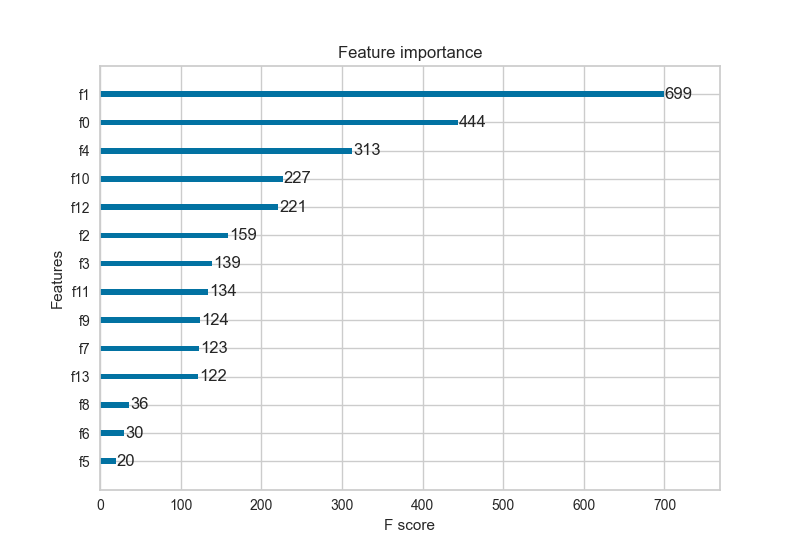 Feature importance
f1 699
f0 444
f4 313
f10 227
f12 221
f2 159
f3 139
f11 134
f9 124
f7 123
f13 122
f8 36
f6 30
f5 20
Features
0 100 200 300 400 500 600 700
F score